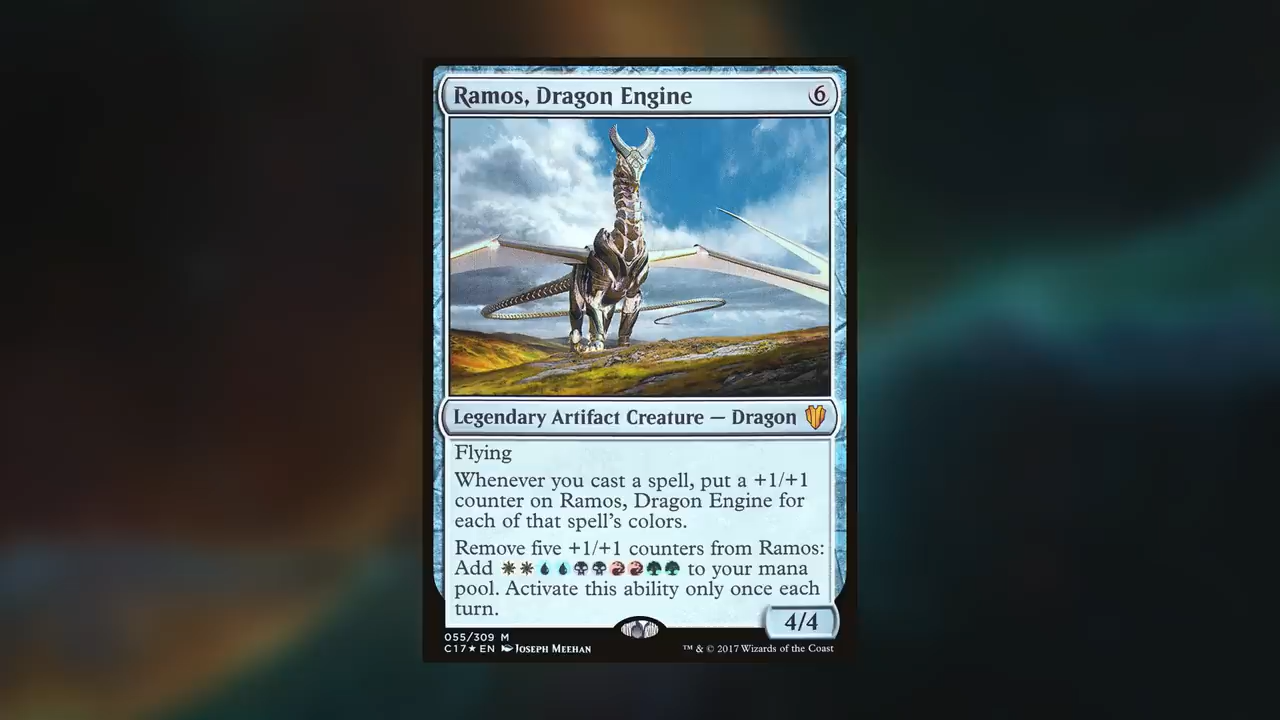 Ramos, Dragon Engine 6
Legendary Artifact Creature — Dragon
Flying
Whenever you cast a spell, put a +1/+1
counter on Ramos, Dragon Engine for
each of that spell's colors.
Remove five +1/+1 counters from Ramos:
Add to your mana
pool. Activate this ability only once each
turn.
4/4
055/309 M
C17★EN Joseph Meehan
™ & © 2017 Wizards of the Coast